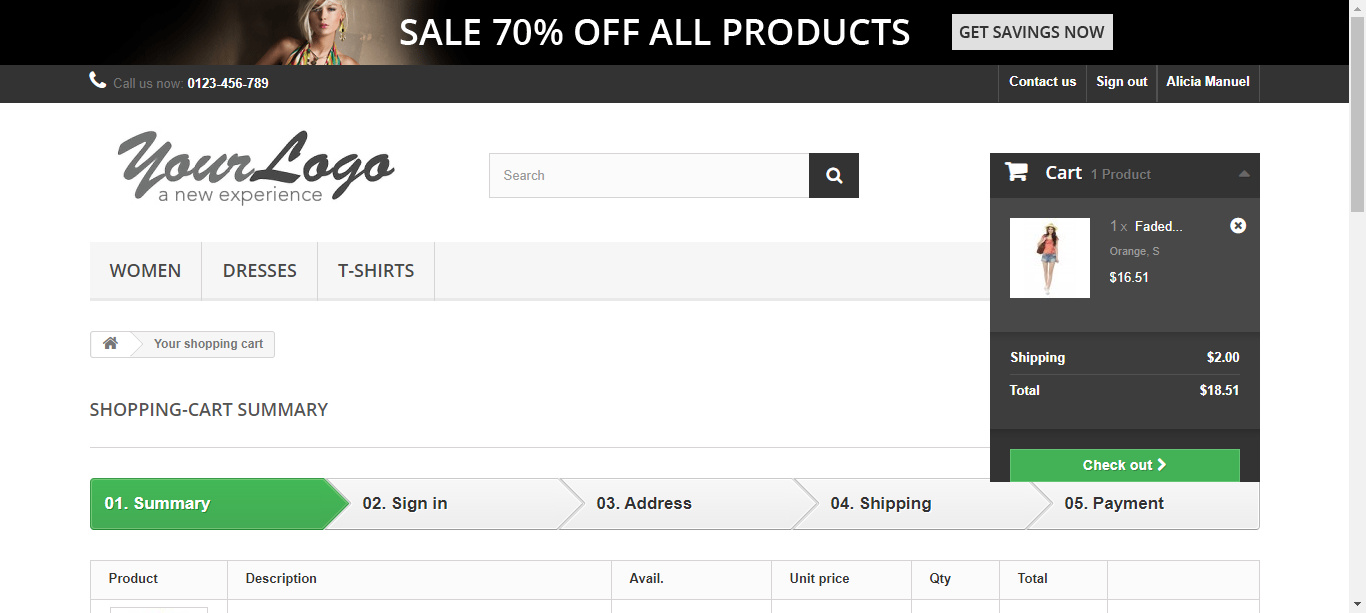 SALE 70% OFF ALL PRODUCTS
GET SAVINGS NOW
Call us now: 0123-456-789
Contact us
Sign out
Alicia Manuel
YourLogo
a new experience
Search
Cart 1 Product
1 x Faded...
Orange, S
$16.51
Shipping $2.00
Total $18.51
Check out
WOMEN
DRESSES
T-SHIRTS
Your shopping cart
SHOPPING-CART SUMMARY
01. Summary
02. Sign in
03. Address
04. Shipping
05. Payment
Product
Description
Avail.
Unit price
Qty
Total